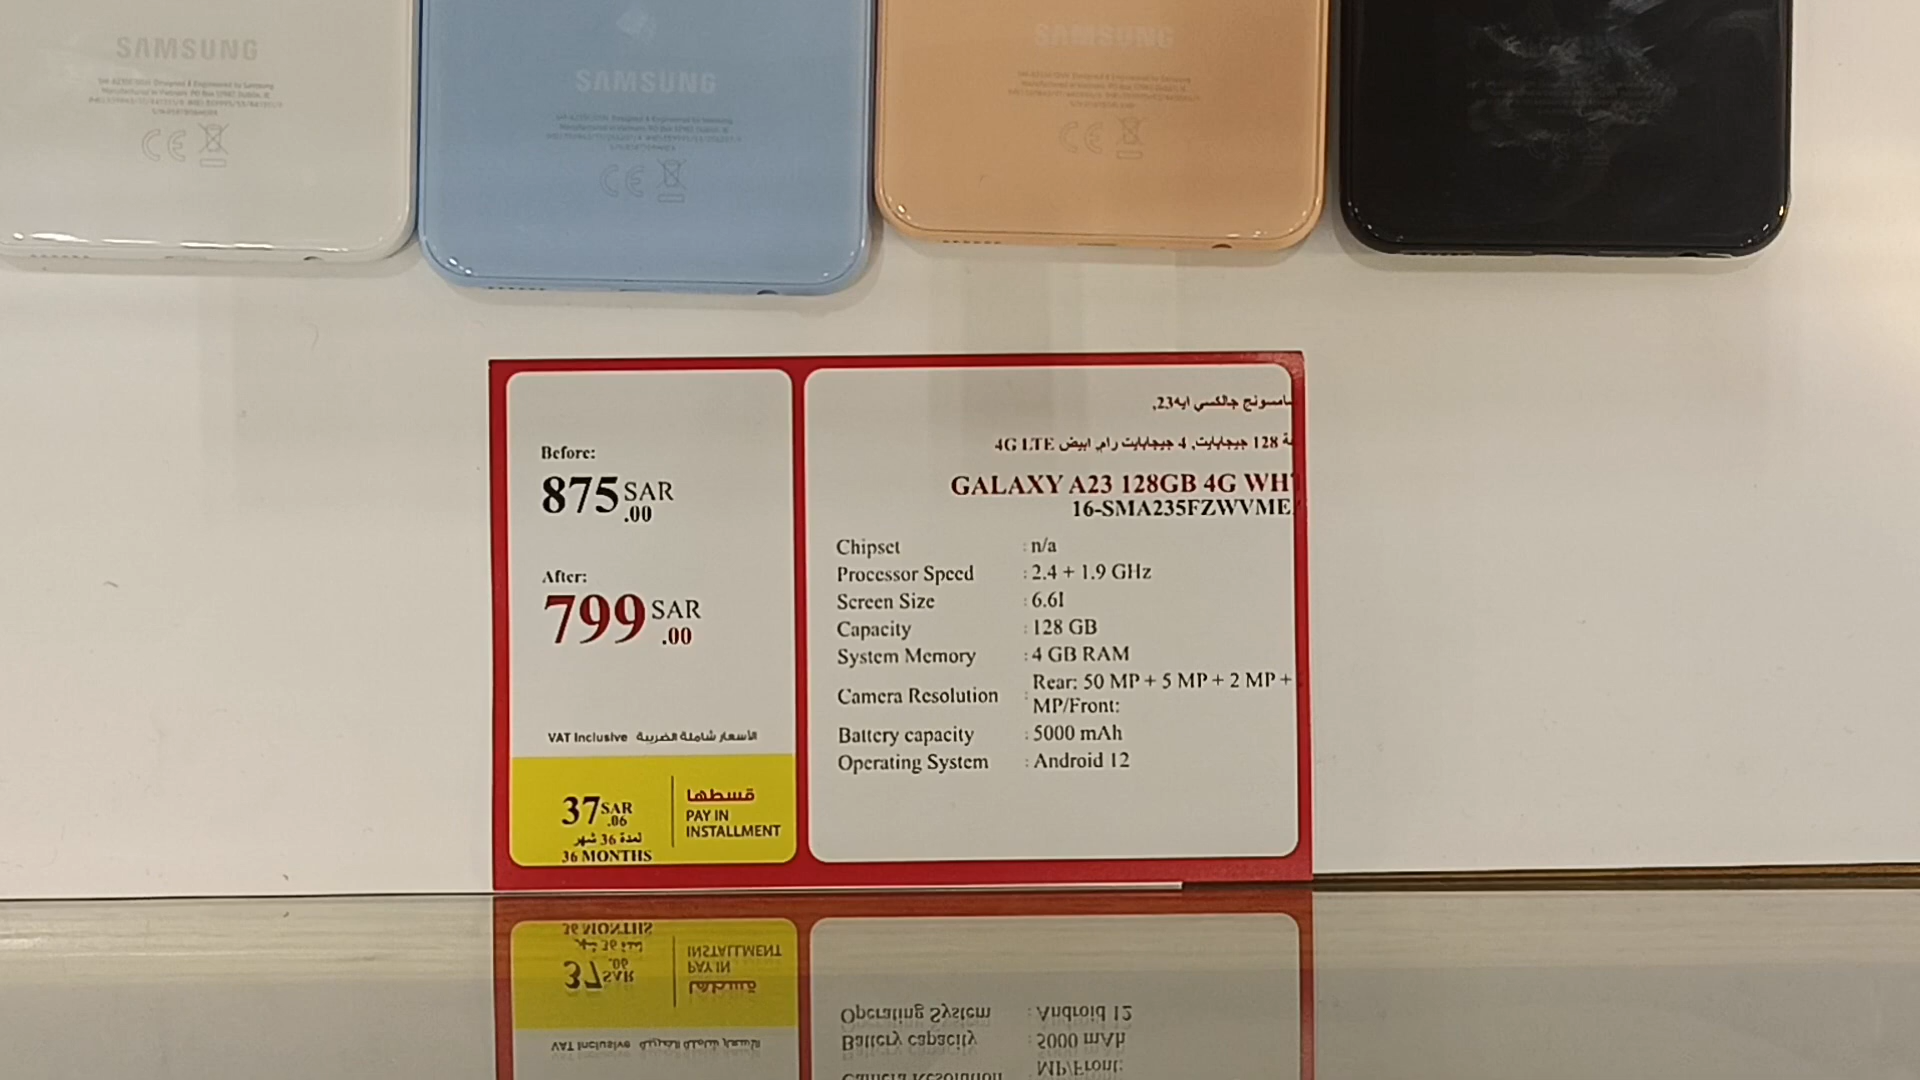 SAMSUNG
SAMSUNG
SAMSUNG
Before:
875 SAR .00
After:
799 SAR .00
VAT Inclusive الأسعار شاملة الضريبة
37 SAR .06
لمدة 36 شهر
36 MONTHS
قسطها
PAY IN
INSTALLMENT
سامسونج جالكسي ايه23,
128 جيجابايت, 4 جيجابايت رام, ابيض 4G LTE
GALAXY A23 128GB 4G WH
16-SMA235FZWVME
Chipset : n/a
Processor Speed : 2.4 + 1.9 GHz
Screen Size : 6.6I
Capacity : 128 GB
System Memory : 4 GB RAM
Camera Resolution : Rear: 50 MP + 5 MP + 2 MP +
MP/Front:
Battery capacity : 5000 mAh
Operating System : Android 12